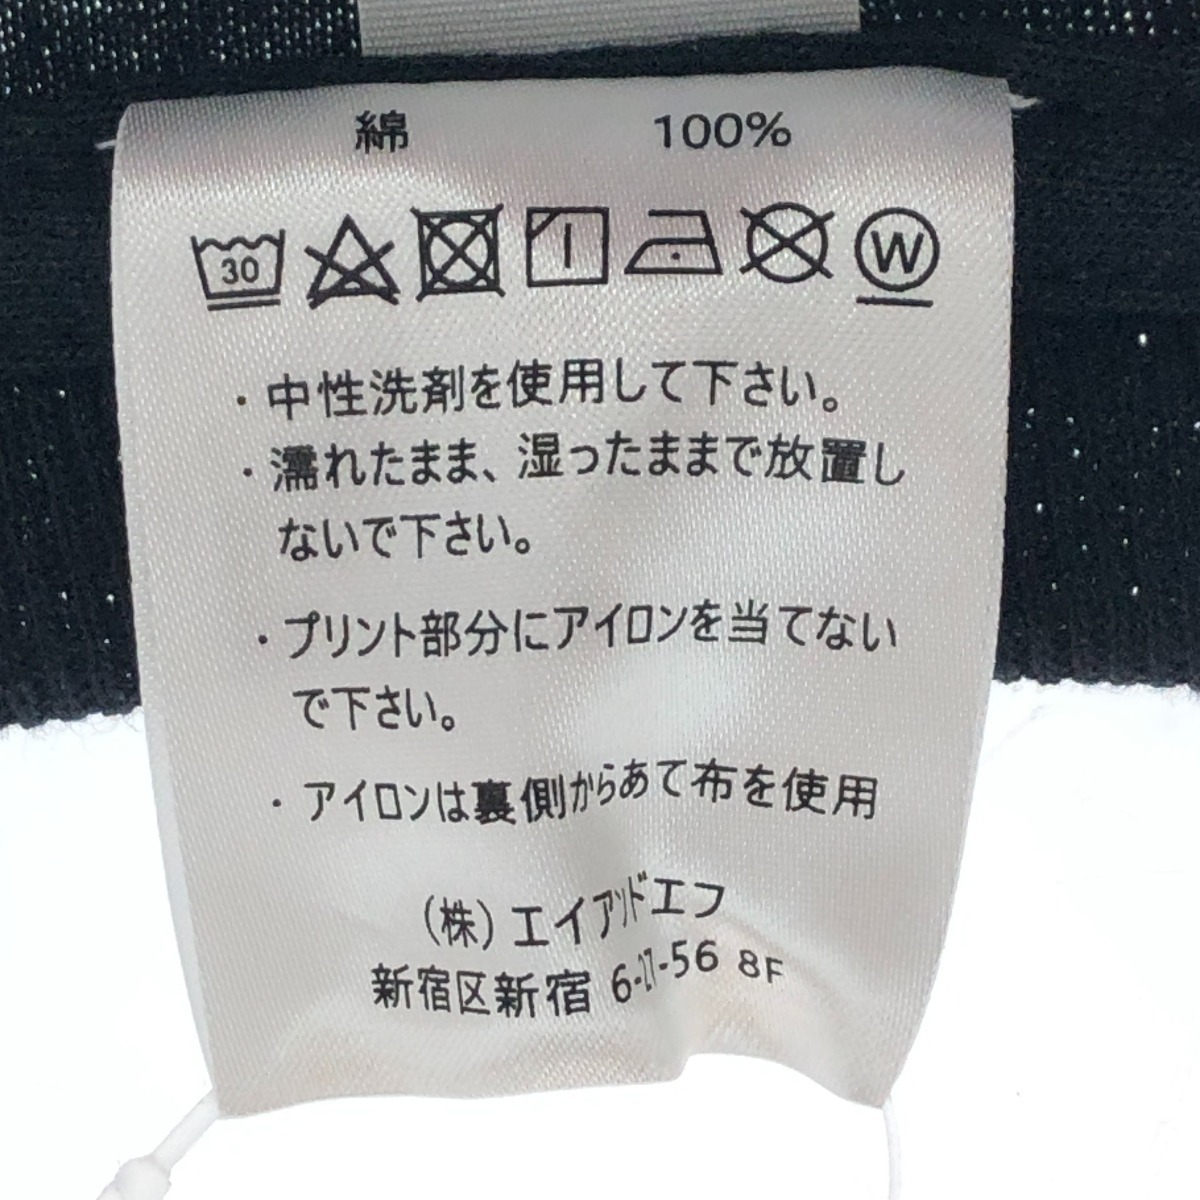 綿 100%
30 W
・中性洗剤を使用して下さい。
・濡れたまま、湿ったままで放置し
ないで下さい。
・プリント部分にアイロンを当てない
で下さい。
・アイロンは裏側からあて布を使用
(株)エイアンドエフ
新宿区新宿 6-27-56 8F